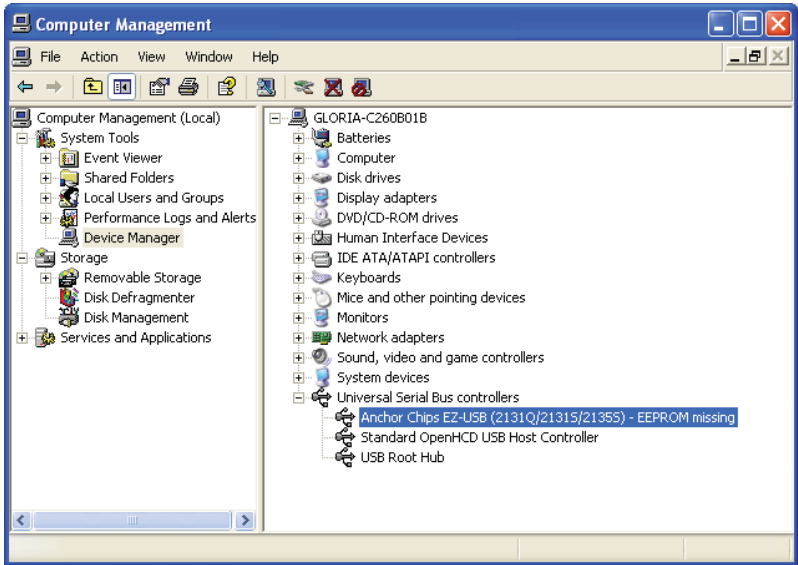 Computer Management
File Action View Window Help
Computer Management (Local)
System Tools
Event Viewer
Shared Folders
Local Users and Groups
Performance Logs and Alerts
Device Manager
Storage
Removable Storage
Disk Defragmenter
Disk Management
Services and Applications
GLORIA-C260B01B
Batteries
Computer
Disk drives
Display adapters
DVD/CD-ROM drives
Human Interface Devices
IDE ATA/ATAPI controllers
Keyboards
Mice and other pointing devices
Monitors
Network adapters
Sound, video and game controllers
System devices
Universal Serial Bus controllers
Anchor Chips EZ-USB (2131Q/2131S/2135S) - EEPROM missing
Standard OpenHCD USB Host Controller
USB Root Hub